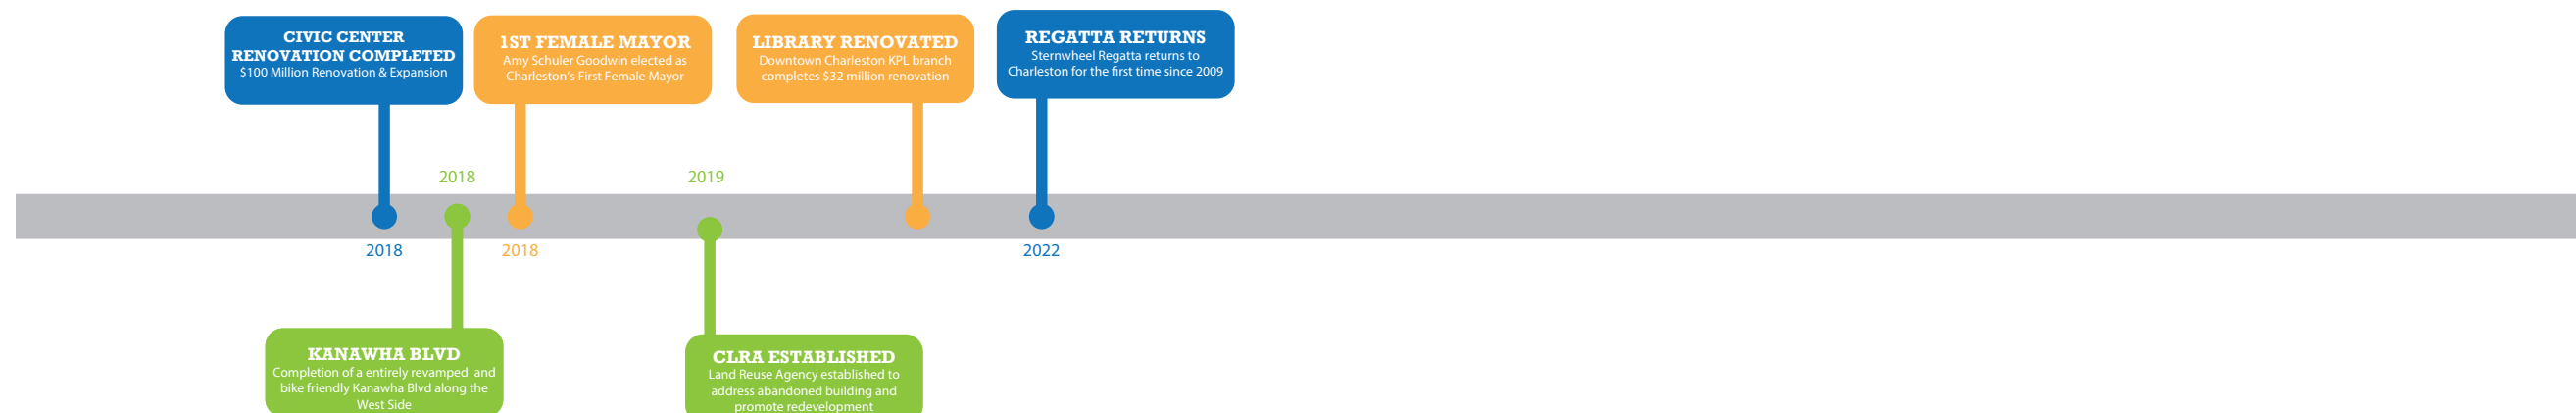 CIVIC CENTER
RENOVATION COMPLETED
$100 Million Renovation & Expansion
1ST FEMALE MAYOR
Amy Schuler Goodwin elected as
Charleston's First Female Mayor
LIBRARY RENOVATED
Downtown Charleston KPL branch
completes $32 million renovation
REGATTA RETURNS
Sternwheel Regatta returns to
Charleston for the first time since 2009
2018
2019
2018
2018
2022
KANAWHA BLVD
Completion of a entirely revamped and
bike friendly Kanawha Blvd along the
West Side
CLRA ESTABLISHED
Land Reuse Agency established to
address abandoned building and
promote redevelopment